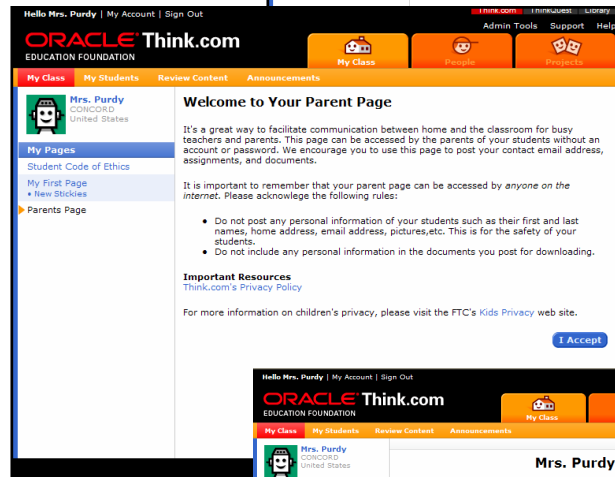 Hello Mrs. Purdy | My Account | Sign Out
Think.com ThinkQuest Library
Admin Tools Support Help
ORACLE Think.com
EDUCATION FOUNDATION
My Class People Projects
My Class My Students Review Content Announcements
Mrs. Purdy
CONCORD
United States
My Pages
Student Code of Ethics
My First Page
• New Stickies
Parents Page
Welcome to Your Parent Page
It's a great way to facilitate communication between home and the classroom for busy
teachers and parents. This page can be accessed by the parents of your students without an
account or password. We encourage you to use this page to post your contact email address,
assignments, and documents.
It is important to remember that your parent page can be accessed by anyone on the
internet. Please acknowlege the following rules:
• Do not post any personal information of your students such as their first and last
names, home address, email address, pictures,etc. This is for the safety of your
students.
• Do not include any personal information in the documents you post for downloading.
Important Resources
Think.com's Privacy Policy
For more information on children's privacy, please visit the FTC's Kids Privacy web site.
I Accept
Hello Mrs. Purdy | My Account | Sign Out
ORACLE Think.com
EDUCATION FOUNDATION
My Class
My Class My Students Review Content Announcements
Mrs. Purdy
CONCORD
United States
Mrs. Purdy